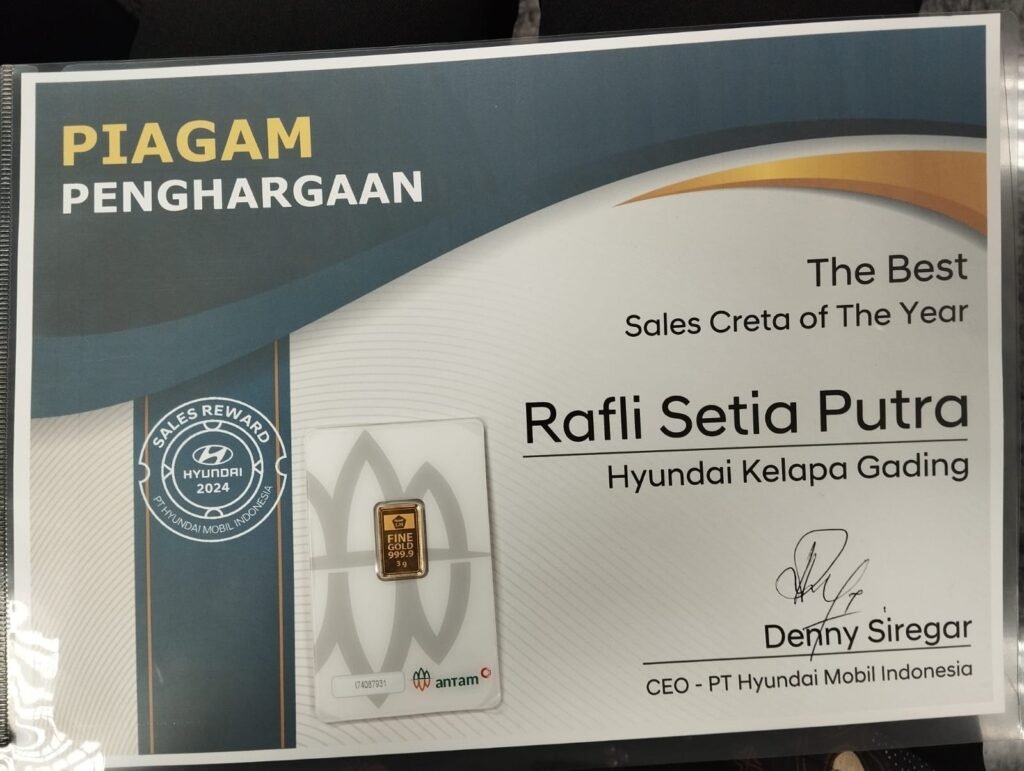 PIAGAM
PENGHARGAAN
The Best
Sales Creta of The Year
Rafli Setia Putra
Hyundai Kelapa Gading
SALES REWARD
HYUNDAI
2024
PT HYUNDAI MOBIL INDONESIA
FINE
GOLD
999.9
3 g
174087931
antam
Denny Siregar
CEO - PT Hyundai Mobil Indonesia